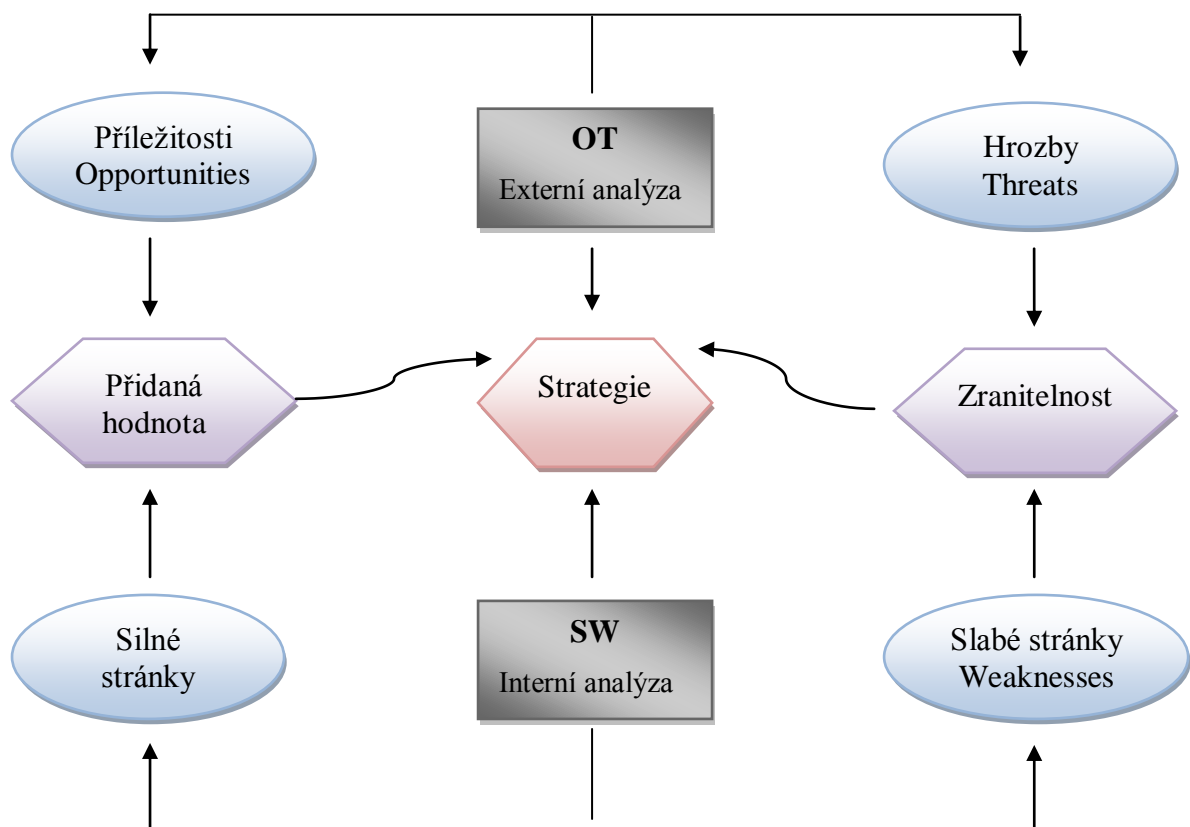 Příležitosti
Opportunities
OT
Externí analýza
Hrozby
Threats
Přidaná
hodnota
Strategie
Zranitelnost
Silné
stránky
SW
Interní analýza
Slabé stránky
Weaknesses